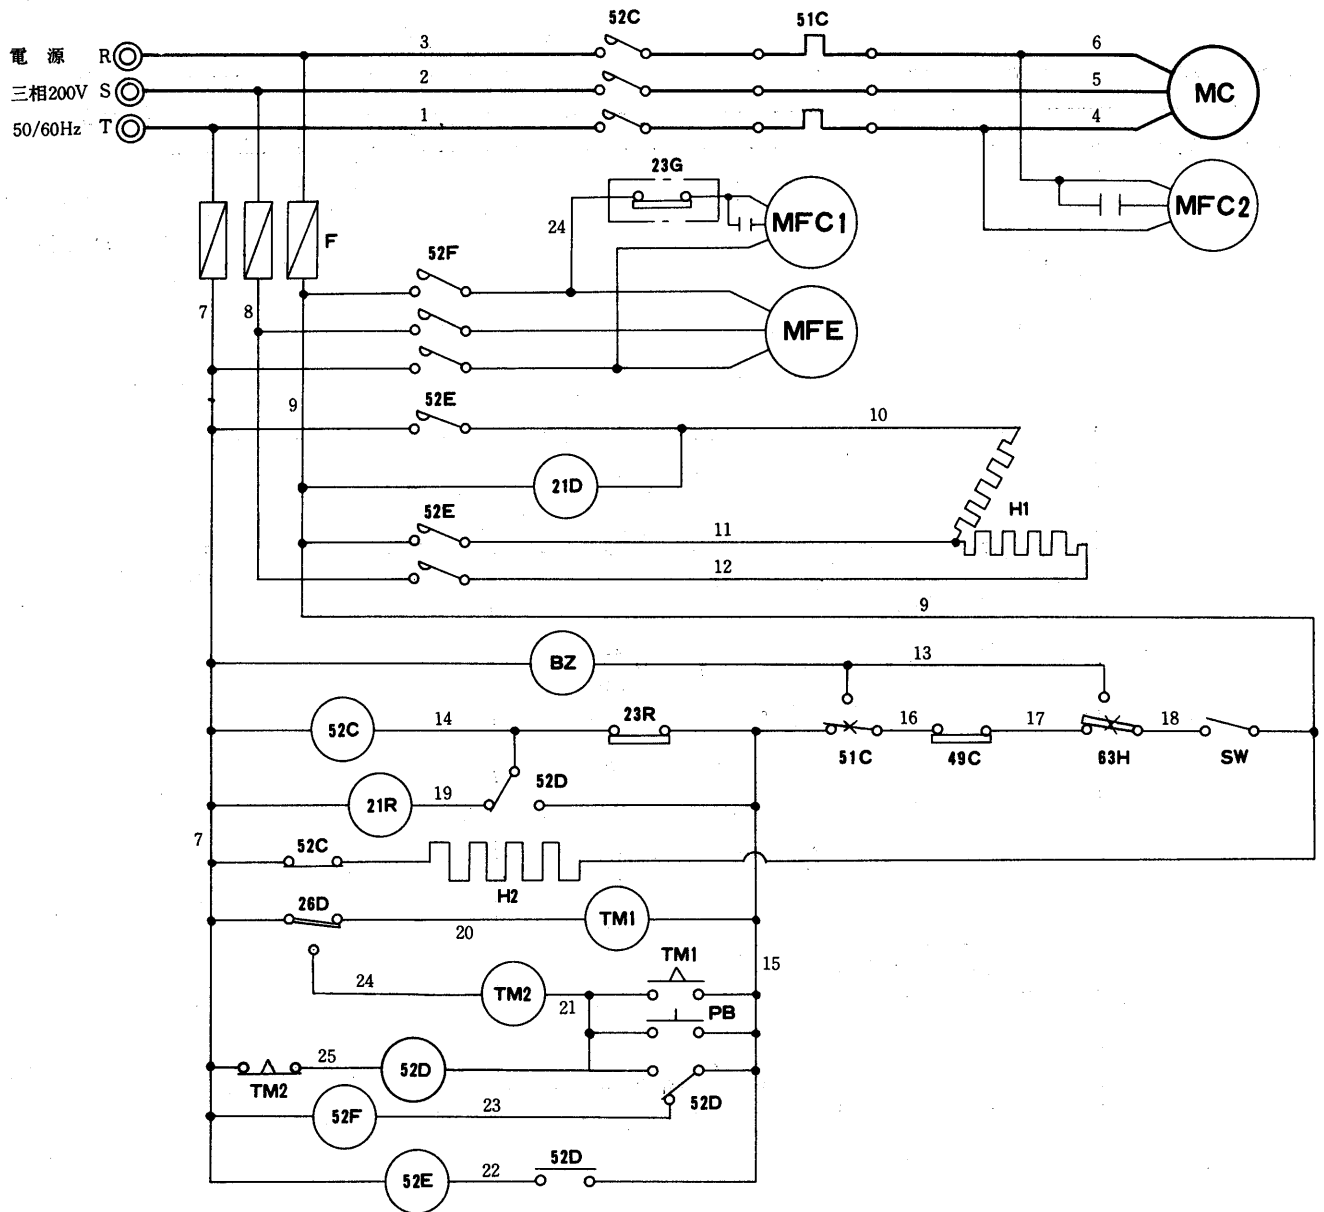 52C
51C
電源 R
3
6
三相200V S
2
5
MC
50/60Hz T
1
4
23G
MFC1
MFC2
24
F
52F
7
8
MFE
9
52E
10
21D
52E
11
H1
12
9
BZ
13
52C
14
23R
51C
16
49C
17
63H
18
SW
21R
19
52D
7
52C
H2
26D
20
TM1
15
24
TM2
21
TM1
PB
TM2
25
52D
52D
52F
23
52E
22
52D